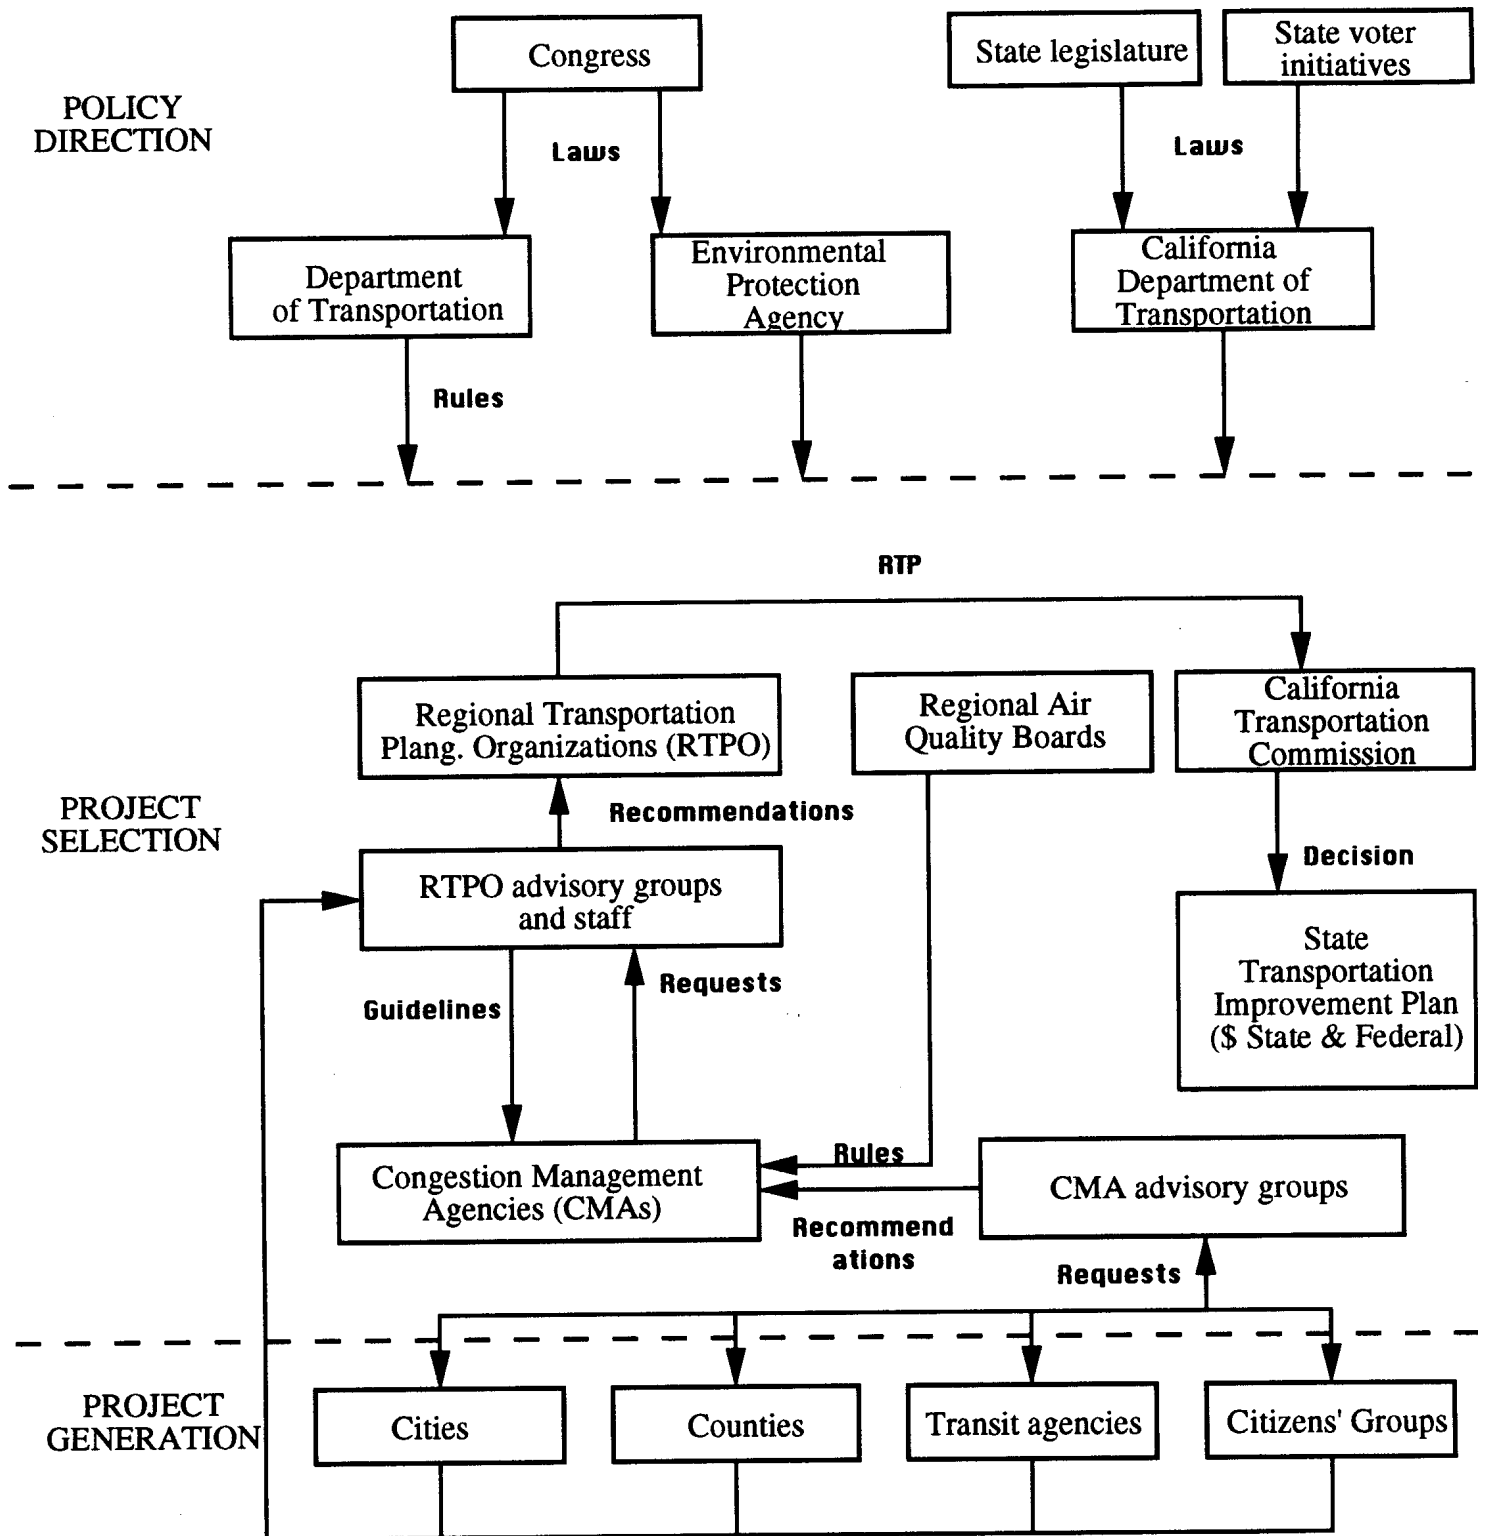 Congress
State legislature
State voter
initiatives
POLICY
DIRECTION
Laws
Laws
Department
of Transportation
Environmental
Protection
Agency
California
Department of
Transportation
Rules
RTP
Regional Transportation
Plang. Organizations (RTPO)
Regional Air
Quality Boards
California
Transportation
Commission
PROJECT
SELECTION
Recommendations
Decision
RTPO advisory groups
and staff
State
Transportation
Improvement Plan
($ State & Federal)
Guidelines
Requests
Congestion Management
Agencies (CMAs)
Rules
CMA advisory groups
Recommend
ations
Requests
PROJECT
GENERATION
Cities
Counties
Transit agencies
Citizens' Groups